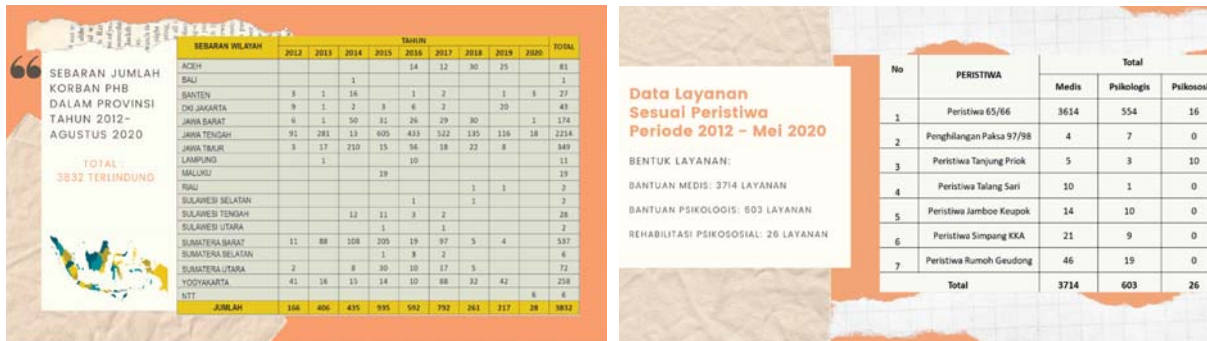 SEBARAN JUMLAH
KORBAN PHB
DALAM PROVINSI
TAHUN 2012-
AGUSTUS 2020
TOTAL :
3832 TERLINDUNG
SEBARAN WILAYAH TAHUN TOTAL
2012 2013 2014 2015 2016 2017 2018 2019 2020
ACEH 14 12 30 25 81
BALI 1 1
BANTEN 3 1 16 1 2 1 3 27
DKI JAKARTA 9 1 2 3 6 2 20 43
JAWA BARAT 6 1 50 31 26 29 30 1 174
JAWA TENGAH 91 281 13 605 433 522 135 116 18 2214
JAWA TIMUR 3 17 210 15 56 18 22 8 349
LAMPUNG 1 10 11
MALUKU 19 19
RIAU 1 1 2
SULAWESI SELATAN 1 1 2
SULAWESI TENGAH 12 11 3 2 28
SULAWESI UTARA 1 1 2
SUMATERA BARAT 11 88 108 205 19 97 5 4 537
SUMATERA SELATAN 1 3 2 6
SUMATERA UTARA 2 8 30 10 17 5 72
YOGYAKARTA 41 16 15 14 10 88 32 42 258
NTT 6 6
JUMLAH 166 406 435 935 592 792 261 217 28 3832
Data Layanan
Sesuai Peristiwa
Periode 2012 - Mei 2020
BENTUK LAYANAN:
BANTUAN MEDIS: 3714 LAYANAN
BANTUAN PSIKOLOGIS: 603 LAYANAN
REHABILITASI PSIKOSOSIAL: 26 LAYANAN
No PERISTIWA Total
Medis Psikologis Psikososi
1 Peristiwa 65/66 3614 554 16
2 Penghilangan Paksa 97/98 4 7 0
3 Peristiwa Tanjung Priok 5 3 10
4 Peristiwa Talang Sari 10 1 0
5 Peristiwa Jamboe Keupok 14 10 0
6 Peristiwa Simpang KKA 21 9 0
7 Peristiwa Rumoh Geudong 46 19 0
Total 3714 603 26